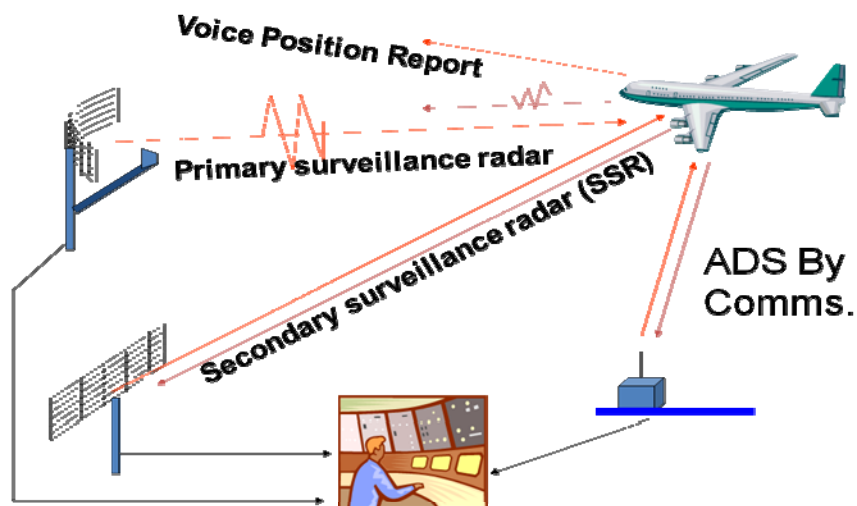 Voice Position Report
Primary surveillance radar
Secondary surveillance radar (SSR)
ADS By
Comms.